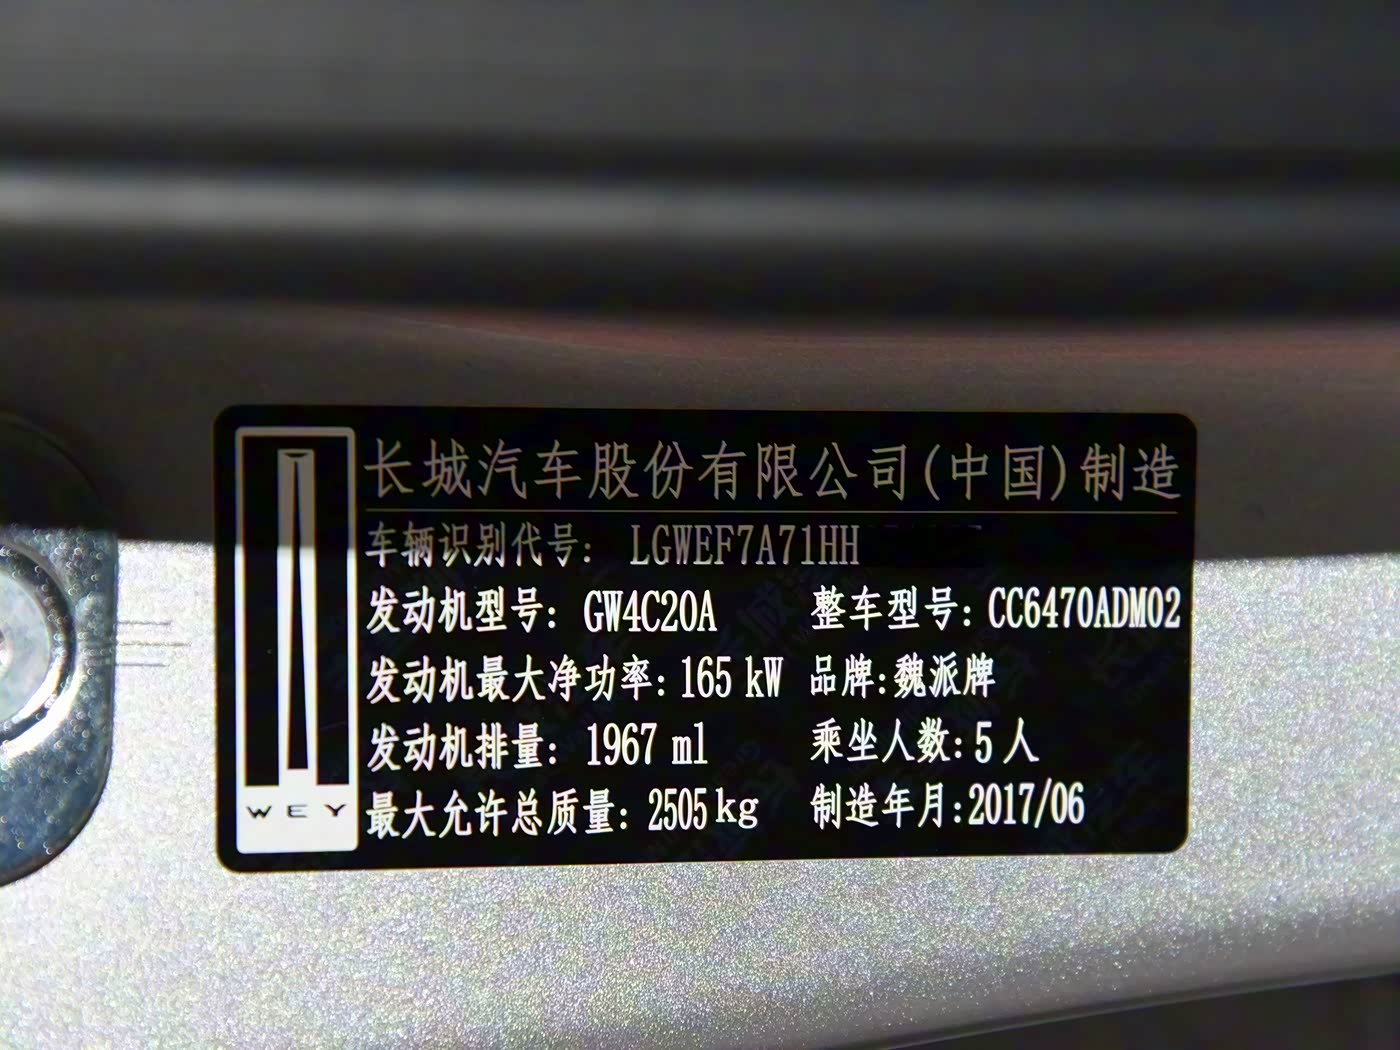 长城汽车股份有限公司(中国)制造
车辆识别代号: LGWEF7A71HH
发动机型号: GW4C20A 整车型号: CC6470ADM02
发动机最大净功率: 165 kW 品牌: 魏派牌
发动机排量: 1967 ml 乘坐人数: 5 人
最大允许总质量: 2505 kg 制造年月: 2017/06
WEY